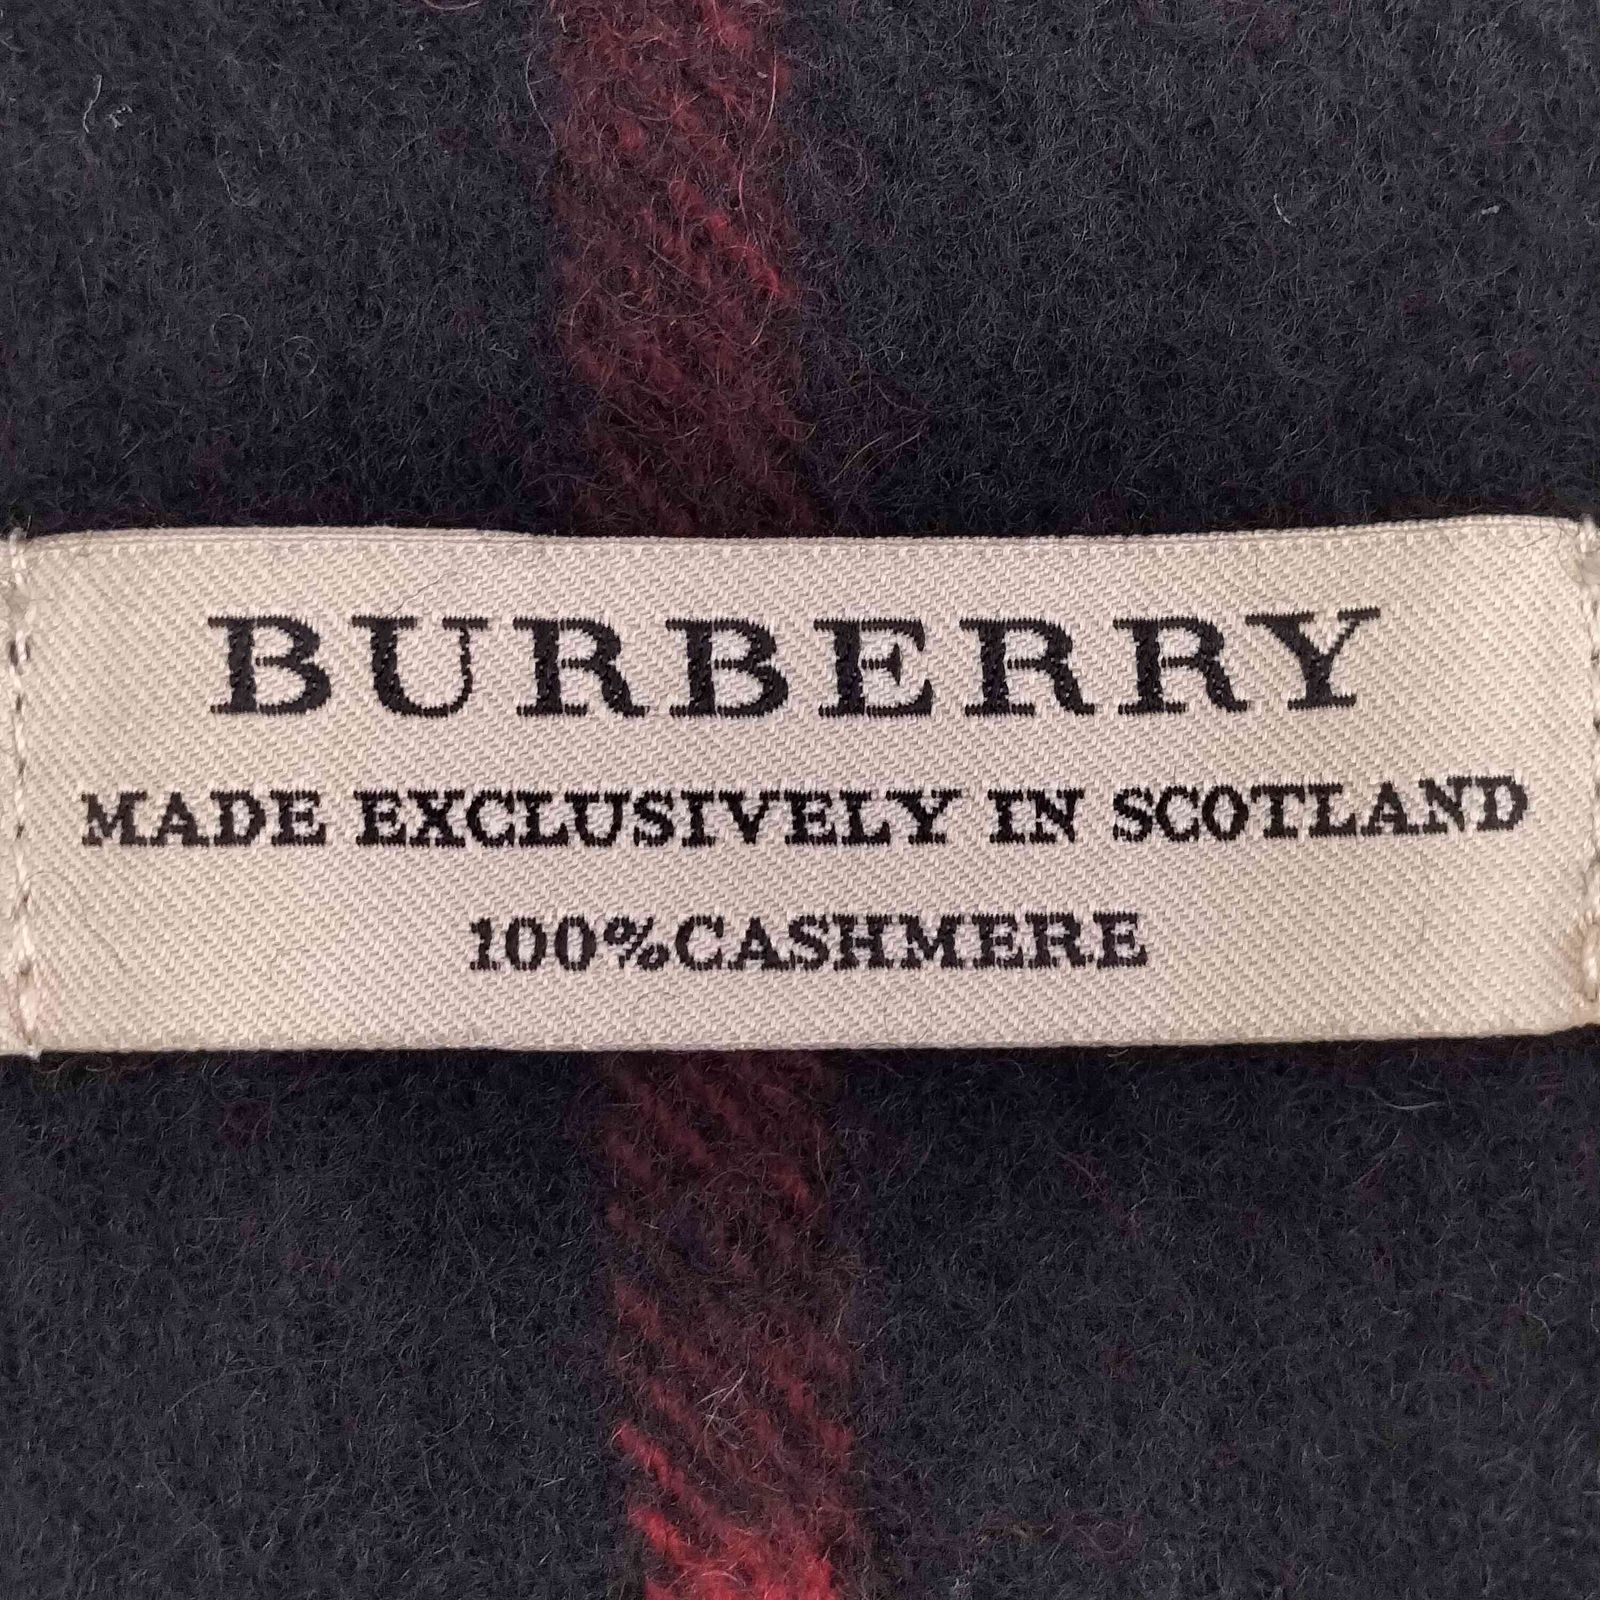 BURBERRY
MADE EXCLUSIVELY IN SCOTLAND
100%CASHMERE